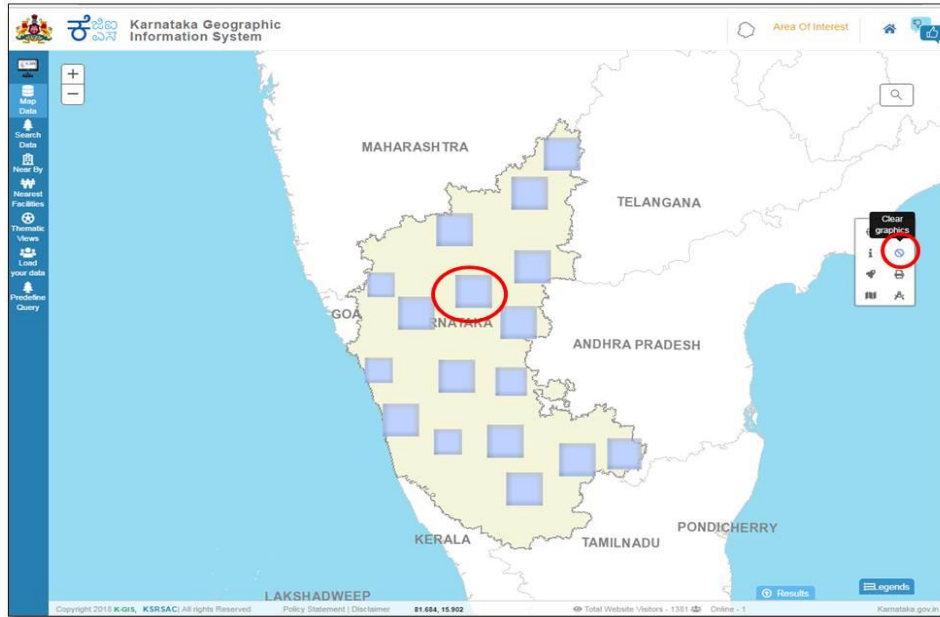 ಕ ಜಿಐಎಸ್ Karnataka Geographic
Information System
Area Of Interest
+
−
Map
Data
Search
Data
Near By
Nearest
Facilities
Thematic
Views
Load
your data
Predefine
Query
MAHARASHTRA
TELANGANA
Clear
graphics
GOA
RNATAKA
ANDHRA PRADESH
PONDICHERRY
KERALA
TAMILNADU
LAKSHADWEEP
Results
Legends
Copyright 2018 K-GIS, KSRSAC| All rights Reserved Policy Statement | Disclaimer 81.684, 15.902 Total Website Visitors - 1381 Online - 1 Karnataka.gov.in